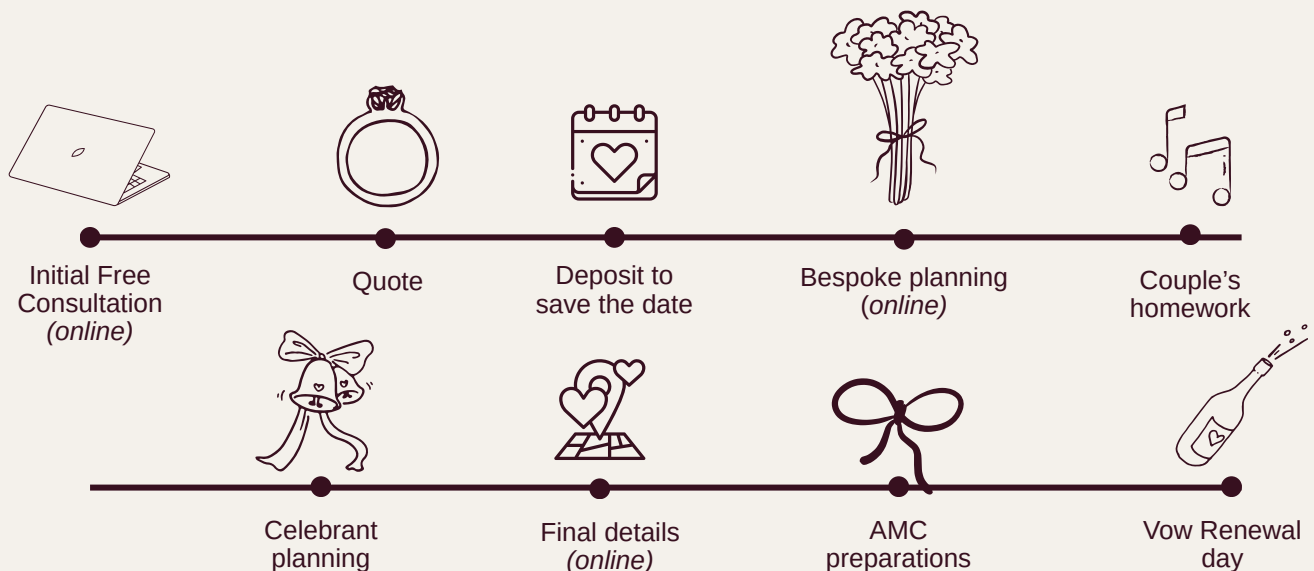 Initial Free
Consultation
(online)
Quote
Deposit to
save the date
Bespoke planning
(online)
Couple's
homework
Celebrant
planning
Final details
(online)
AMC
preparations
Vow Renewal
day